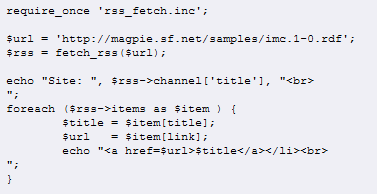 require_once 'rss_fetch.inc';
$url = 'http://magpie.sf.net/samples/imc.1-0.rdf';
$rss = fetch_rss($url);
echo "Site: ", $rss->channel['title'], "<br>
";
foreach ($rss->items as $item ) {
$title = $item[title];
$url   = $item[link];
echo "<a href=$url>$title</a></li><br>
";
}